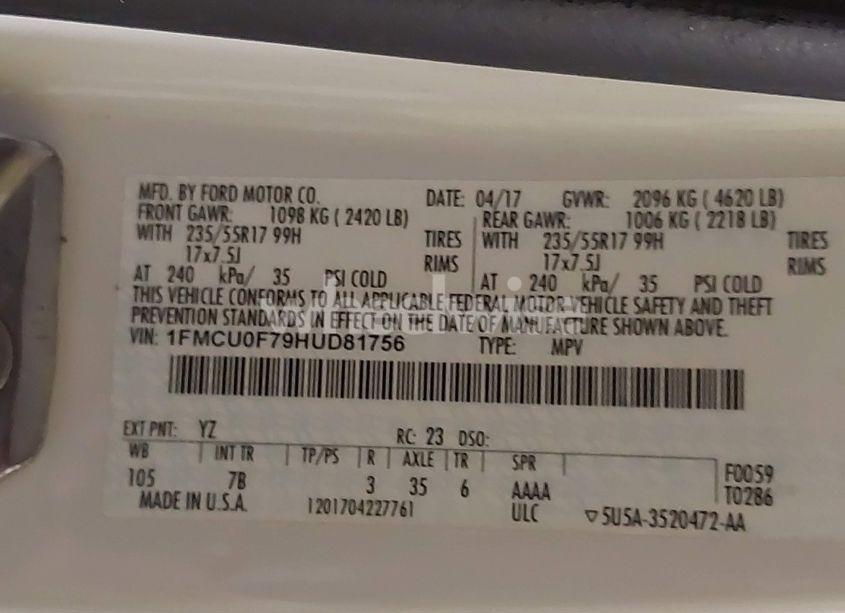 MFD. BY FORD MOTOR CO. DATE: 04/17 GVWR: 2096 KG ( 4620 LB)
FRONT GAWR: 1098 KG ( 2420 LB) REAR GAWR: 1006 KG ( 2218 LB)
WITH 235/55R17 99H TIRES WITH 235/55R17 99H TIRES
17x7.5J RIMS 17x7.5J RIMS
AT 240 kPa/ 35 PSI COLD AT 240 kPa/ 35 PSI COLD
THIS VEHICLE CONFORMS TO ALL APPLICABLE FEDERAL MOTOR VEHICLE SAFETY AND THEFT
PREVENTION STANDARDS IN EFFECT ON THE DATE OF MANUFACTURE SHOWN ABOVE.
VIN: 1FMCU0F79HUD81756 TYPE: MPV
EXT PNT: YZ RC: 23 DSO:
WB INT TR TP/PS R AXLE TR SPR F0059
105 7B 3 35 6 AAAA T0286
MADE IN U.S.A. 1201704227761 ULC ▽5U5A-3520472-AA